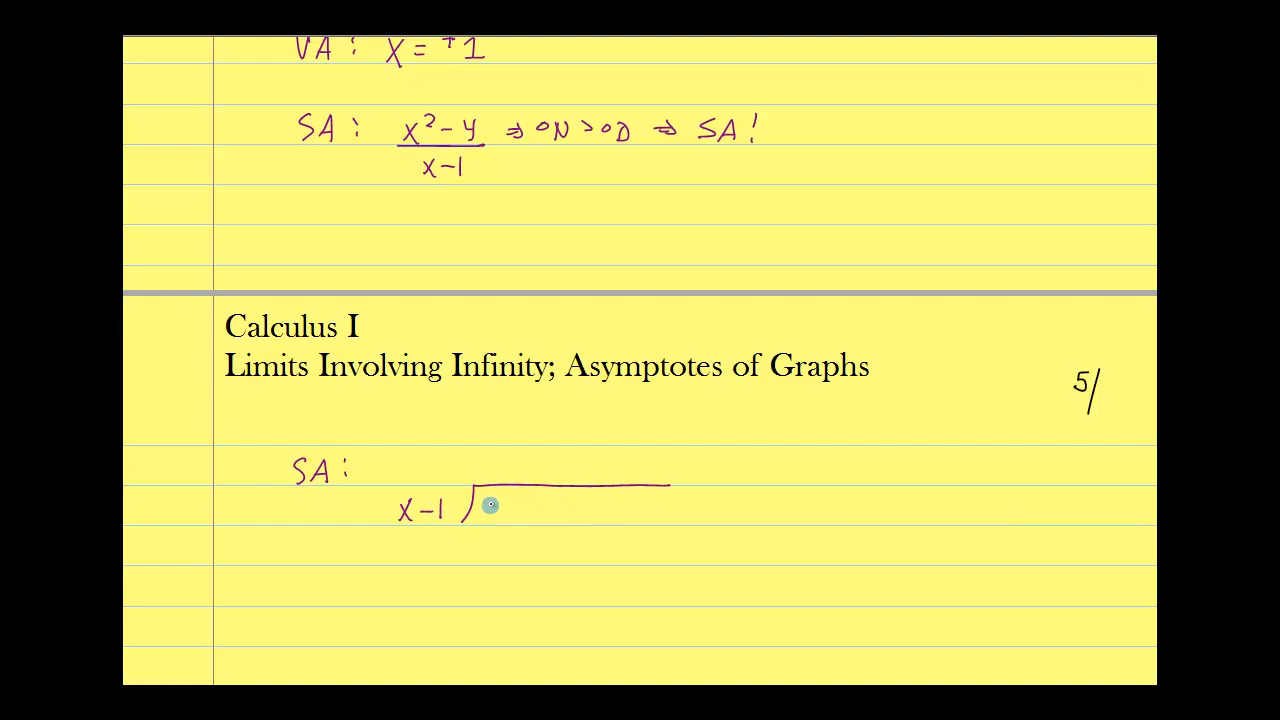 VA: x = +1
SA: x² - 4 ⇒ °N > °D ⇒ SA!
x - 1
Calculus I
Limits Involving Infinity; Asymptotes of Graphs
5/
SA:
x - 1